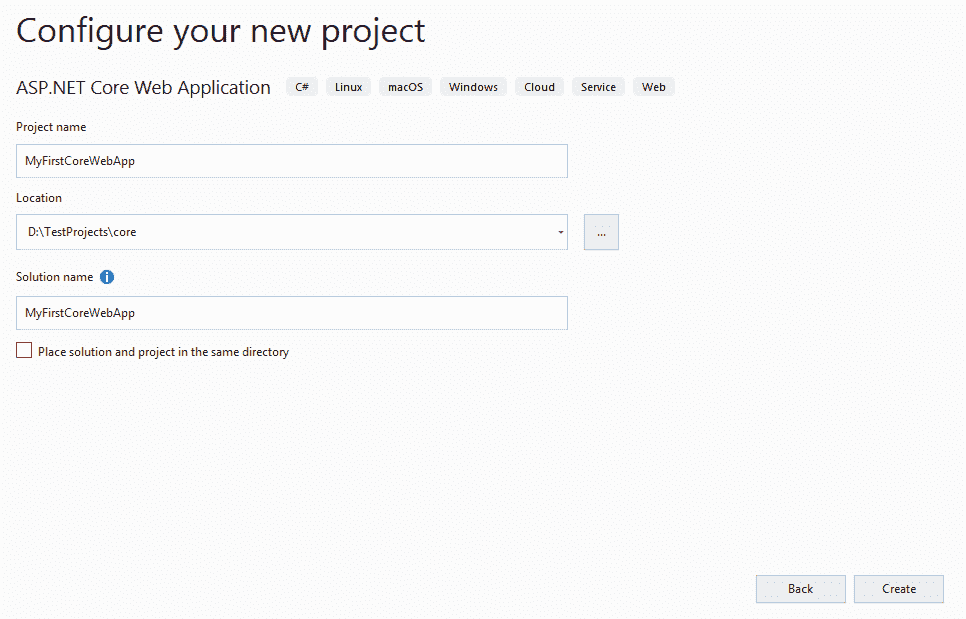 Configure your new project
ASP.NET Core Web Application C# Linux macOS Windows Cloud Service Web
Project name
MyFirstCoreWebApp
Location
D:\TestProjects\core
...
Solution name
MyFirstCoreWebApp
Place solution and project in the same directory
Back Create